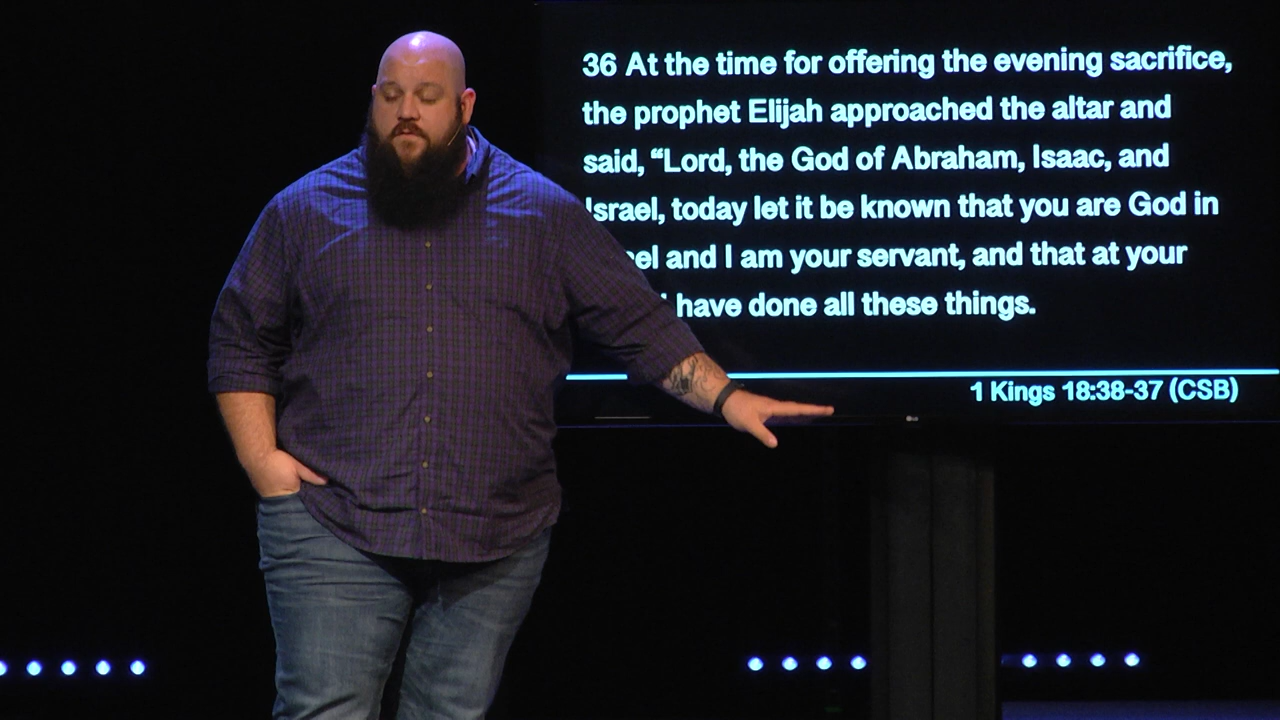 36 At the time for offering the evening sacrifice,
the prophet Elijah approached the altar and
said, “Lord, the God of Abraham, Isaac, and
Israel, today let it be known that you are God in
and I am your servant, and that at your
I have done all these things.
1 Kings 18:38-37 (CSB)
LG